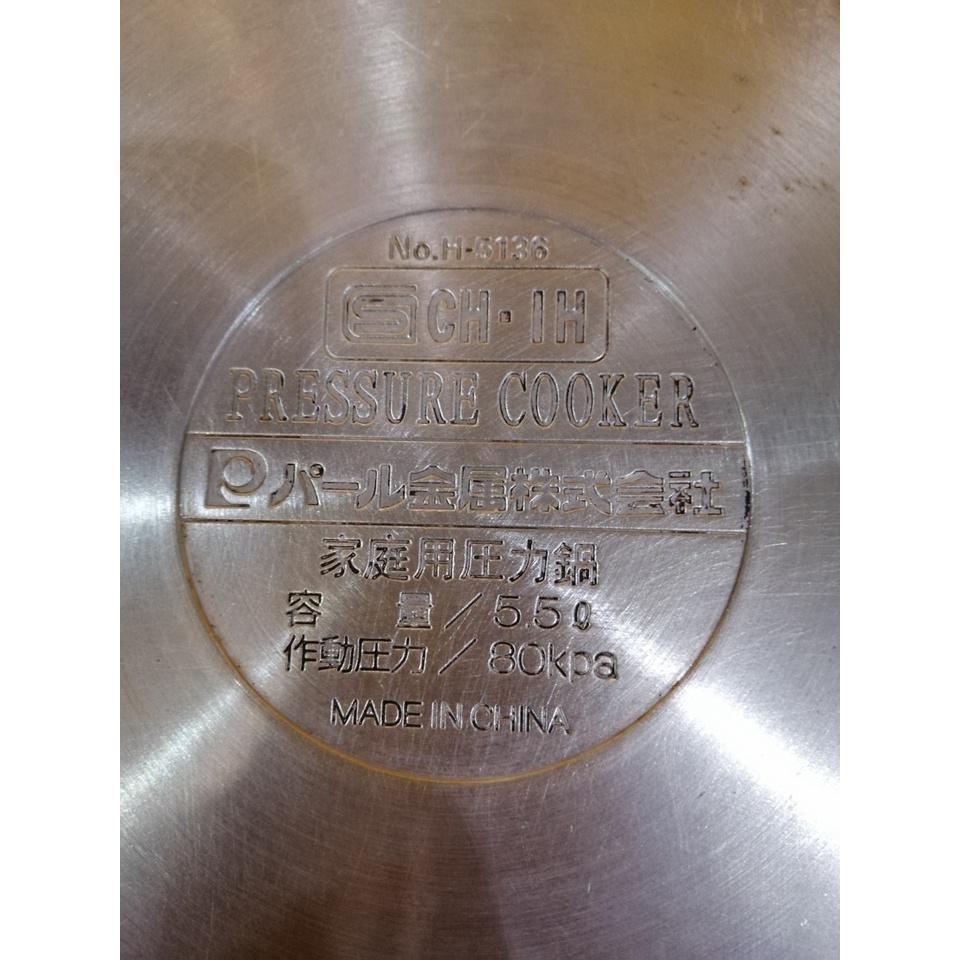 No.H-5136
SG CH・IH
PRESSURE COOKER
パール金属株式会社
家庭用圧力鍋
容　量／5.5ℓ
作動圧力／80kpa
MADE IN CHINA